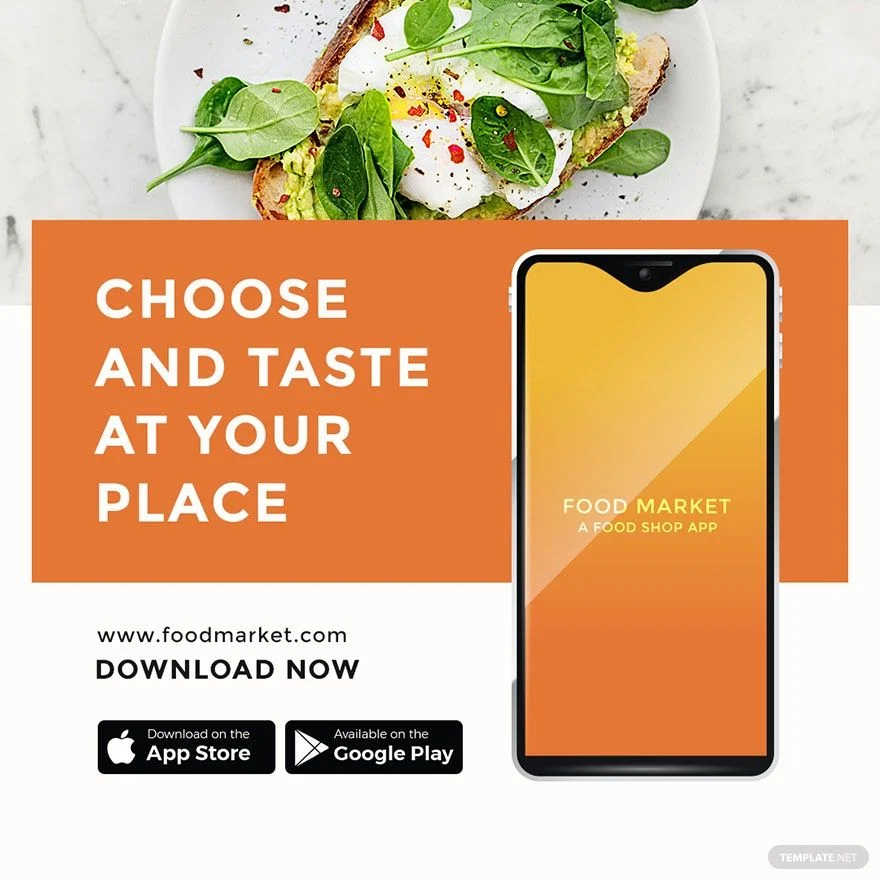 CHOOSE
AND TASTE
AT YOUR
PLACE
FOOD MARKET
A FOOD SHOP APP
www.foodmarket.com
DOWNLOAD NOW
Download on the
App Store
Available on the
Google Play
TEMPLATE.NET